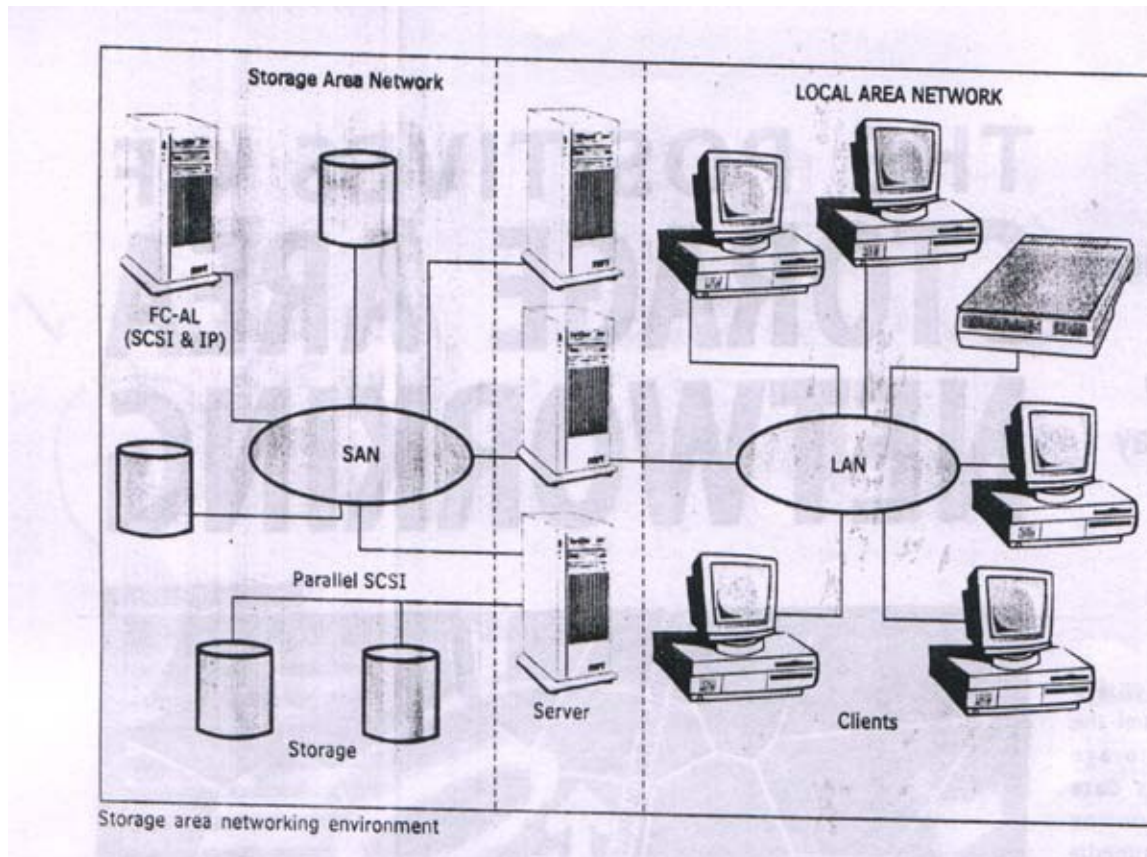 Storage Area Network
LOCAL AREA NETWORK
FC-AL
(SCSI & IP)
SAN
LAN
Parallel SCSI
Storage
Server
Clients
Storage area networking environment